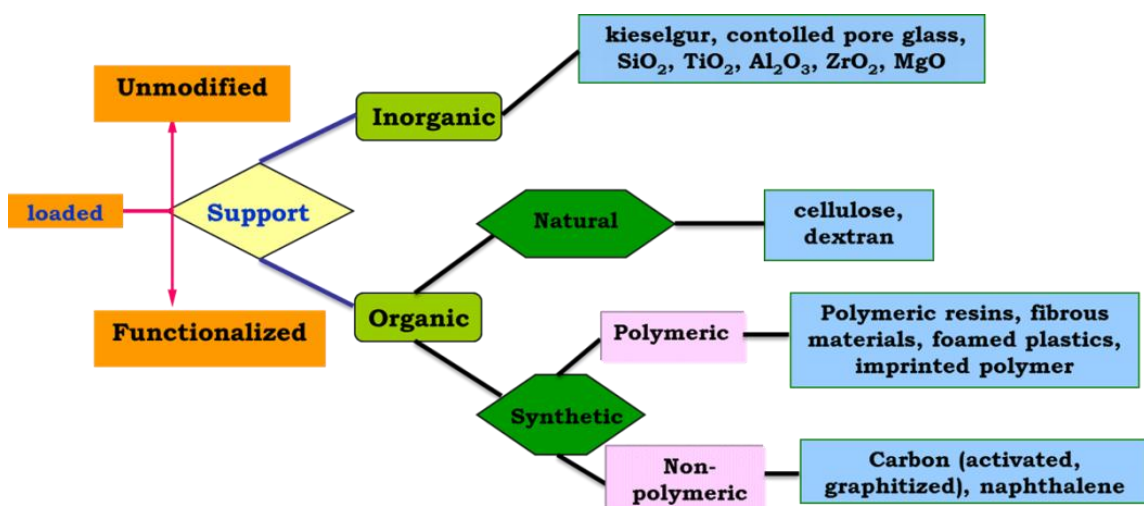 kieselgur, contolled pore glass,
SiO₂, TiO₂, Al₂O₃, ZrO₂, MgO
Unmodified
Inorganic
loaded
Support
Natural
cellulose,
dextran
Functionalized
Organic
Polymeric
Polymeric resins, fibrous
materials, foamed plastics,
imprinted polymer
Synthetic
Non-
polymeric
Carbon (activated,
graphitized), naphthalene